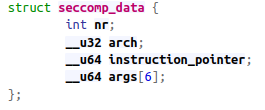 struct seccomp_data {
int nr;
__u32 arch;
__u64 instruction_pointer;
__u64 args[6];
};